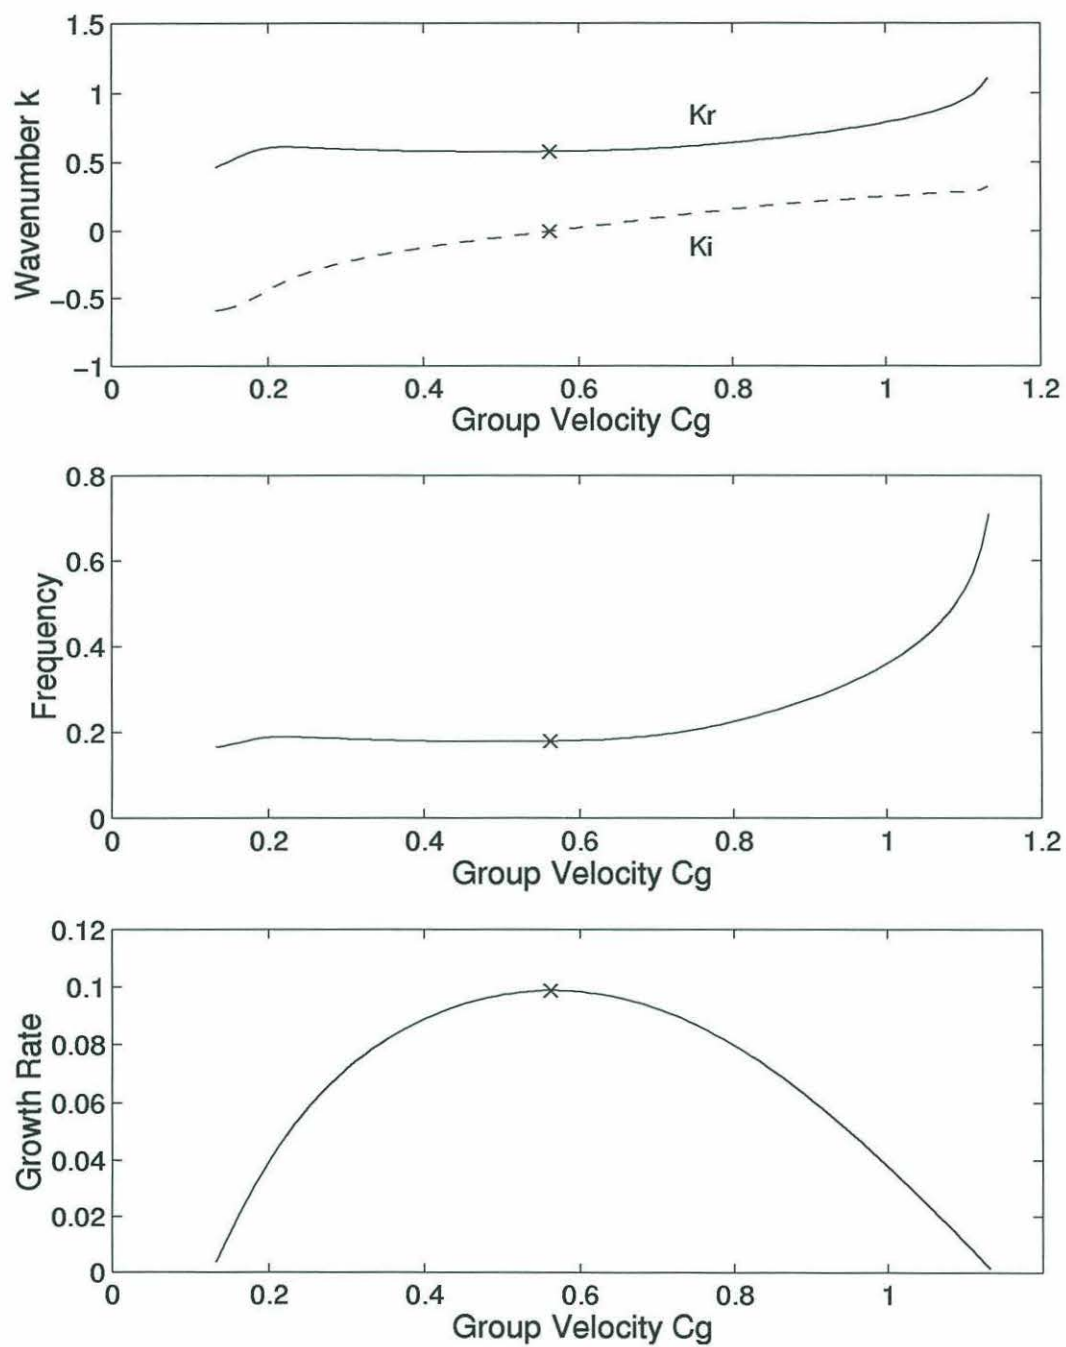 1.5
1
0.5
0
−0.5
−1
Wavenumber k
Kr
Ki
0 0.2 0.4 0.6 0.8 1 1.2
Group Velocity Cg
0.8
0.6
0.4
0.2
0
Frequency
0 0.2 0.4 0.6 0.8 1 1.2
Group Velocity Cg
0.12
0.1
0.08
0.06
0.04
0.02
0
Growth Rate
0 0.2 0.4 0.6 0.8 1
Group Velocity Cg